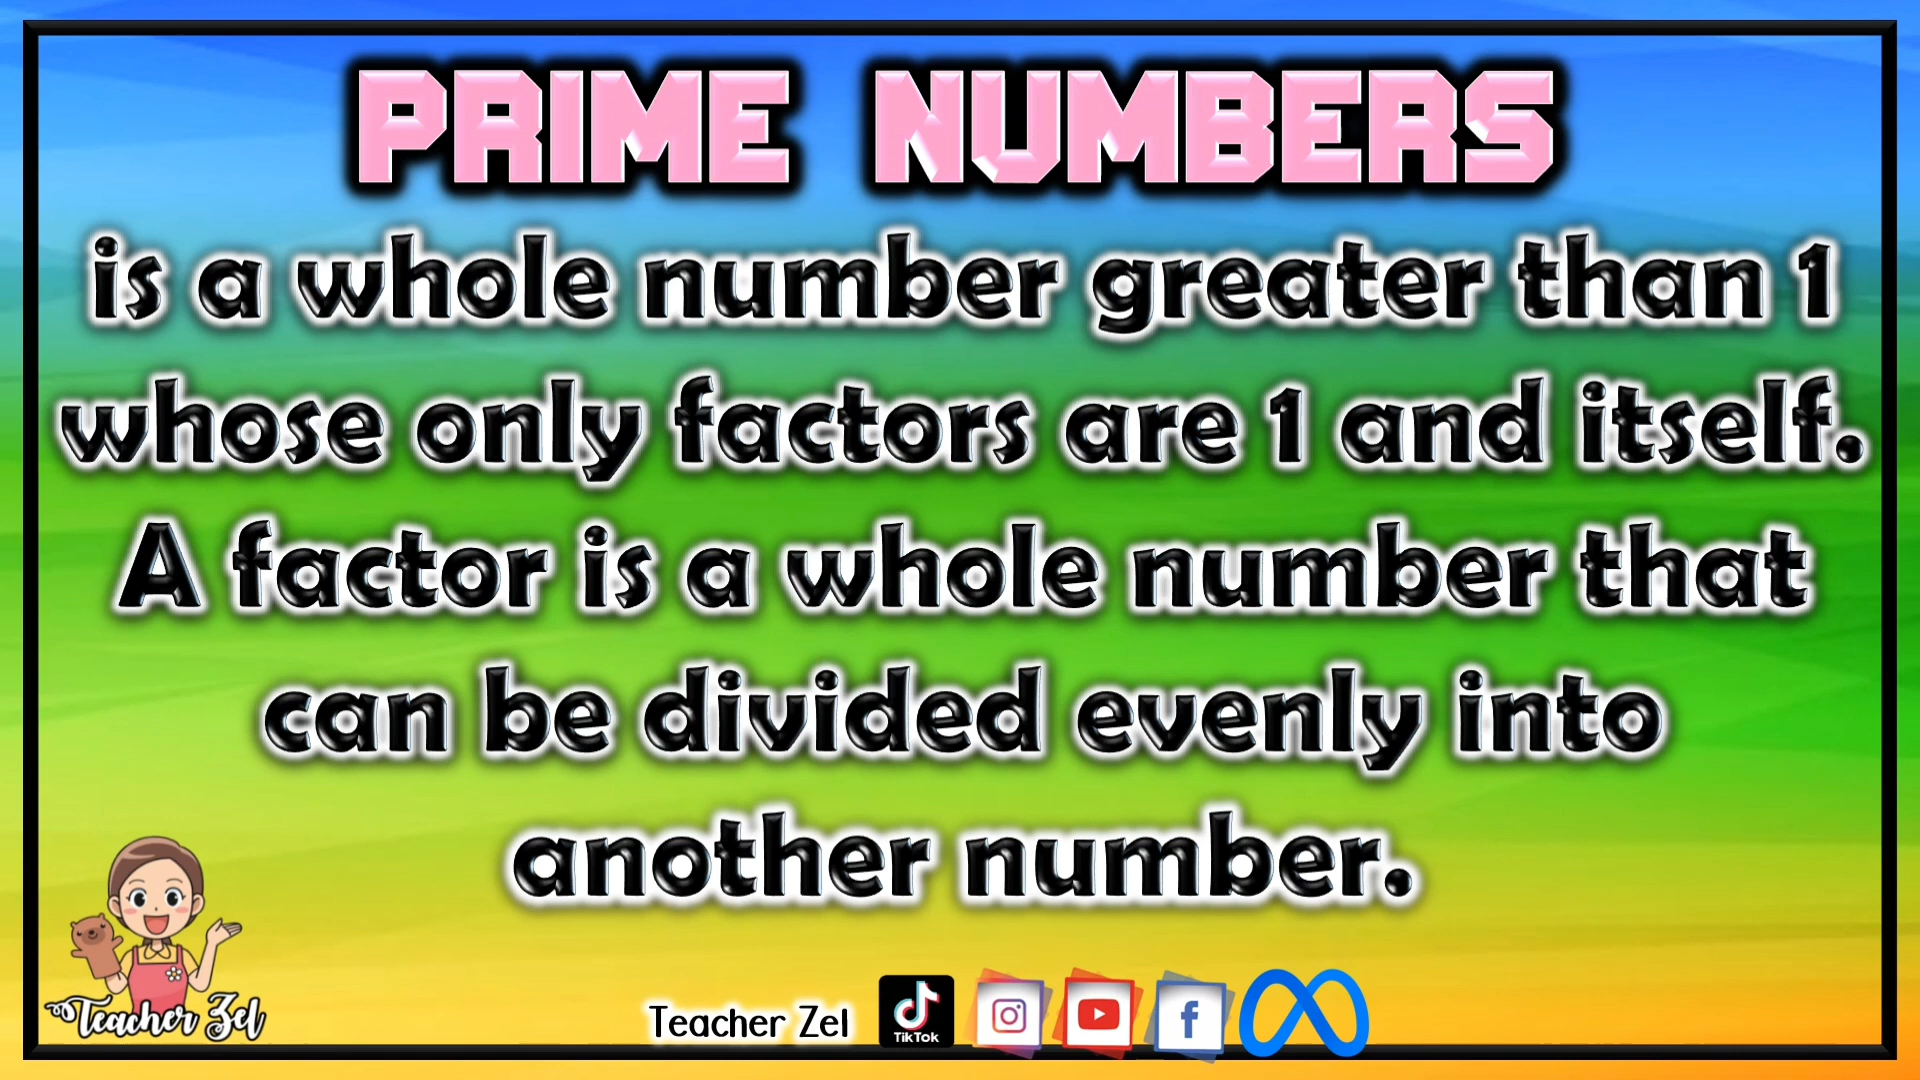 PRIME NUMBERS
is a whole number greater than 1
whose only factors are 1 and itself.
A factor is a whole number that
can be divided evenly into
another number.
Teacher Zel
Teacher Zel
TikTok